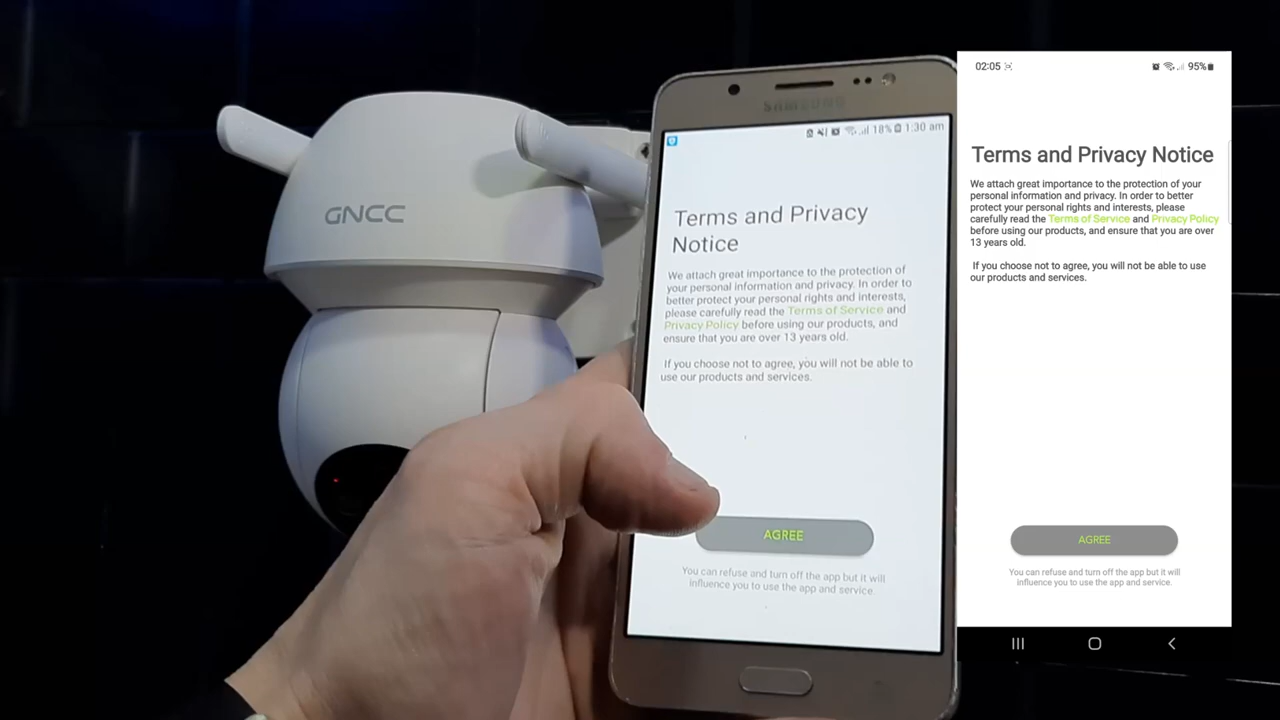 GNCC
SAMSUNG
18% 1:30 am
Terms and Privacy
Notice
We attach great importance to the protection of
your personal information and privacy. In order to
better protect your personal rights and interests,
please carefully read the Terms of Service and
Privacy Policy before using our products, and
ensure that you are over 13 years old.
If you choose not to agree, you will not be able to
use our products and services.
AGREE
You can refuse and turn off the app but it will
influence you to use the app and service.
02:05
95%
Terms and Privacy Notice
We attach great importance to the protection of your
personal information and privacy. In order to better
protect your personal rights and interests, please
carefully read the Terms of Service and Privacy Policy
before using our products, and ensure that you are over
13 years old.
If you choose not to agree, you will not be able to use
our products and services.
AGREE
You can refuse and turn off the app but it will
influence you to use the app and service.